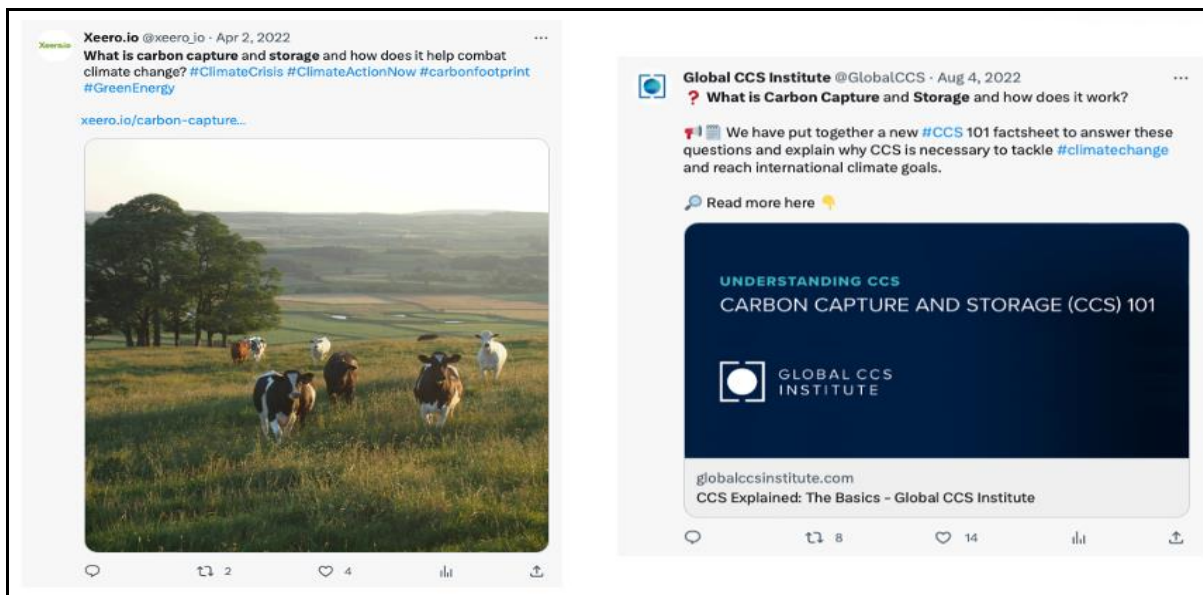 Xeero.io
Xeero.io @xeero_io · Apr 2, 2022
What is carbon capture and storage and how does it help combat
climate change? #ClimateCrisis #ClimateActionNow #carbonfootprint
#GreenEnergy
xeero.io/carbon-capture...
2
4
Global CCS Institute @GlobalCCS · Aug 4, 2022
❓ What is Carbon Capture and Storage and how does it work?
📢🗒️ We have put together a new #CCS 101 factsheet to answer these
questions and explain why CCS is necessary to tackle #climatechange
and reach international climate goals.
🔎 Read more here 👇
UNDERSTANDING CCS
CARBON CAPTURE AND STORAGE (CCS) 101
GLOBAL CCS
INSTITUTE
globalccsinstitute.com
CCS Explained: The Basics - Global CCS Institute
8
14